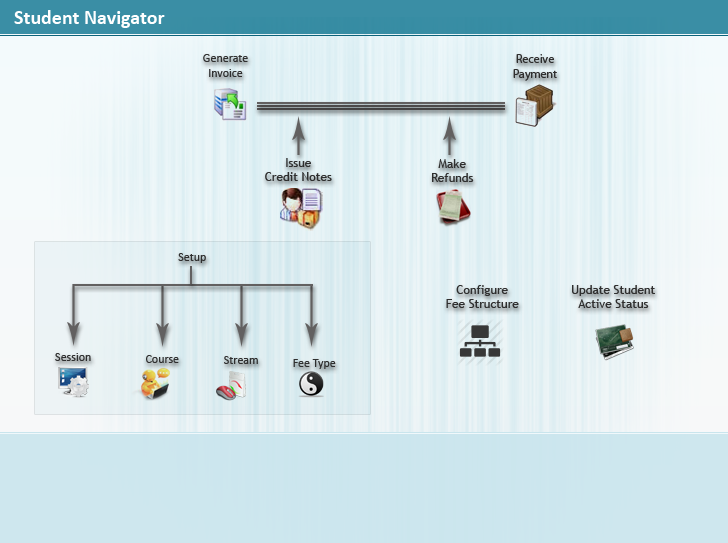 Student Navigator
Generate
Invoice
Receive
Payment
Issue
Credit Notes
Make
Refunds
Setup
Session
Course
Stream
Fee Type
Configure
Fee Structure
Update Student
Active Status